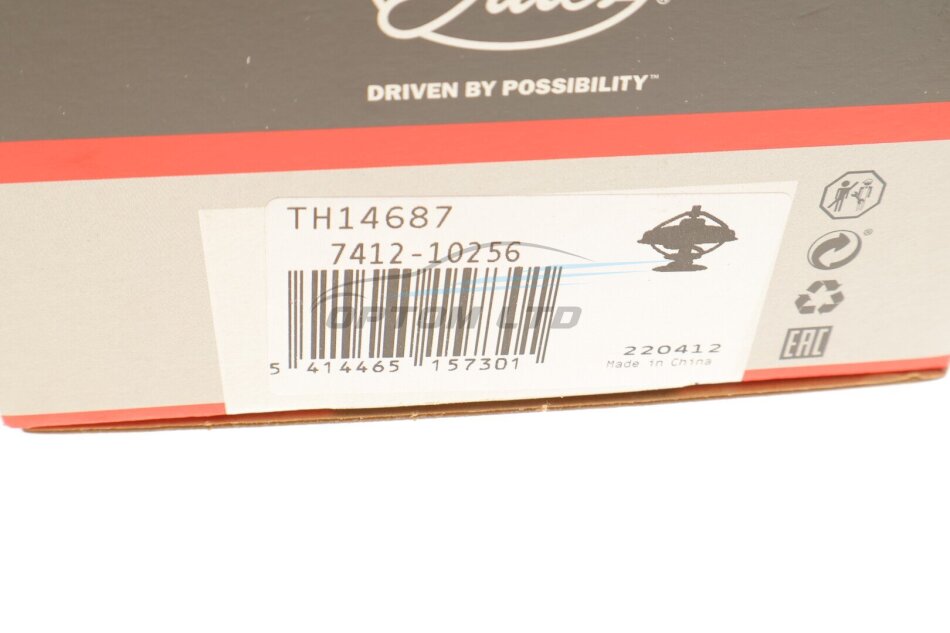 DRIVEN BY POSSIBILITY™
TH14687
7412-10256
OPTOM LTD
5 414465 157301
220412
Made in China
EAC